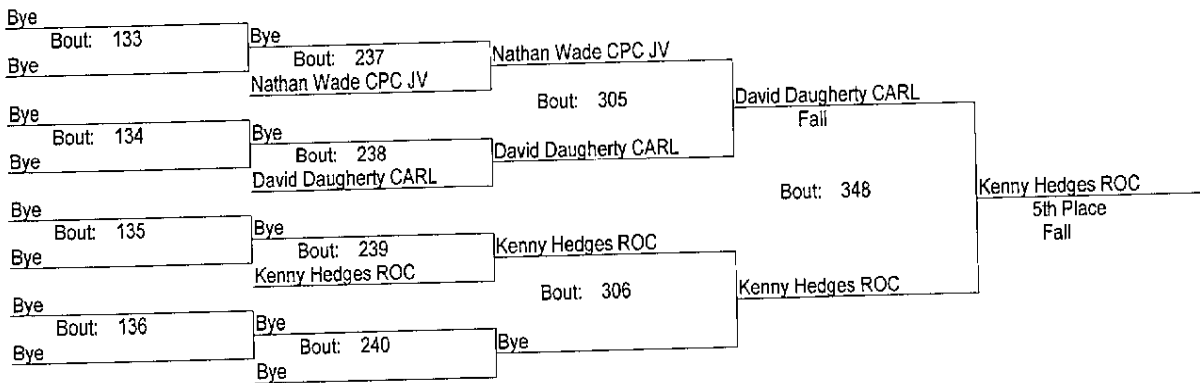 Bye
Bout: 133
Bye
Bye
Bout: 134
Bye
Bye
Bout: 135
Bye
Bye
Bout: 136
Bye
Bye
Bout: 237
Nathan Wade CPC JV
Bye
Bout: 238
David Daugherty CARL
Bye
Bout: 239
Kenny Hedges ROC
Bye
Bout: 240
Bye
Nathan Wade CPC JV
Bout: 305
David Daugherty CARL
Kenny Hedges ROC
Bout: 306
Bye
David Daugherty CARL
Fall
Bout: 348
Kenny Hedges ROC
Kenny Hedges ROC
5th Place
Fall